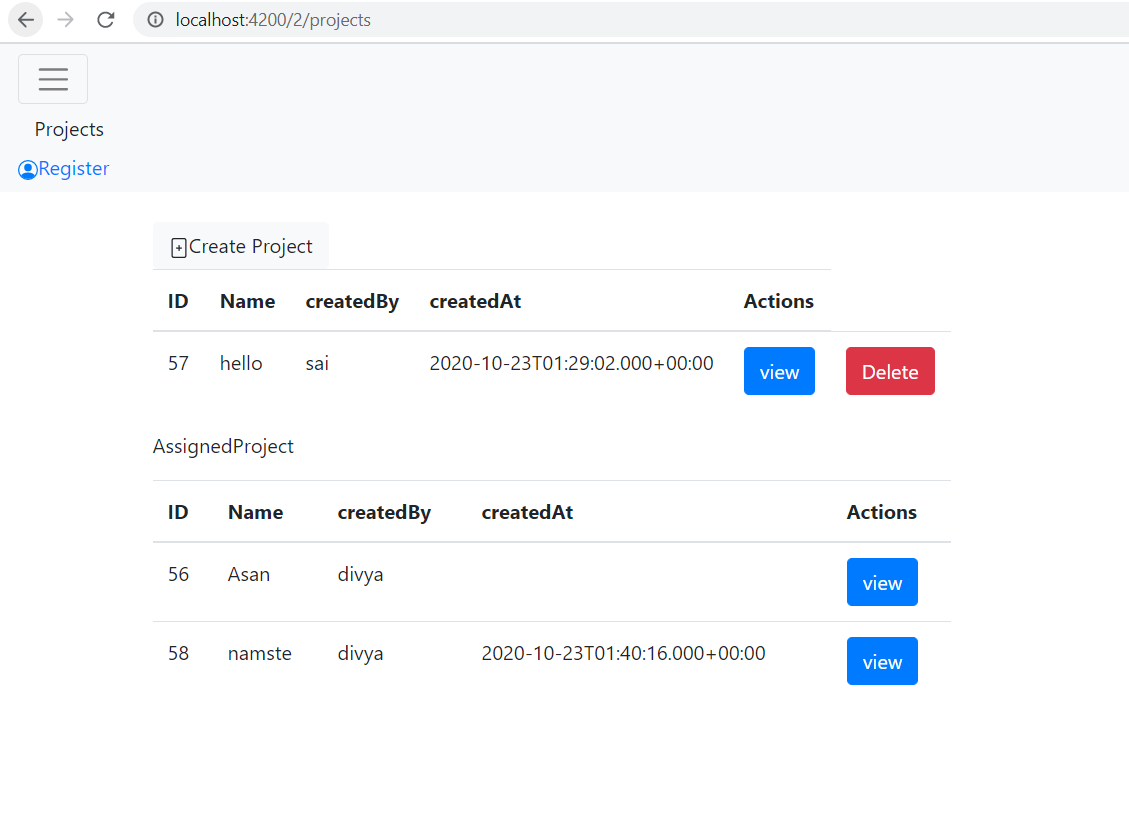 localhost:4200/2/projects
Projects
Register
Create Project
ID Name createdBy createdAt Actions
57 hello sai 2020-10-23T01:29:02.000+00:00 view Delete
AssignedProject
ID Name createdBy createdAt Actions
56 Asan divya view
58 namste divya 2020-10-23T01:40:16.000+00:00 view